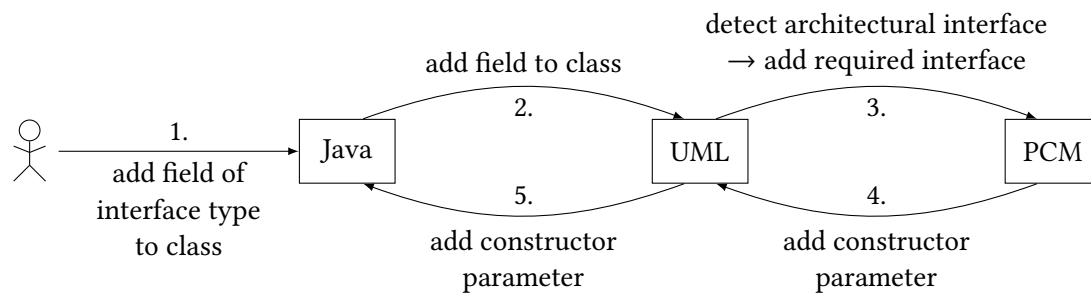 detect architectural interface
→ add required interface
add field to class
1.
2.
3.
Java
UML
PCM
add field of
interface type
to class
5.
4.
add constructor
parameter
add constructor
parameter